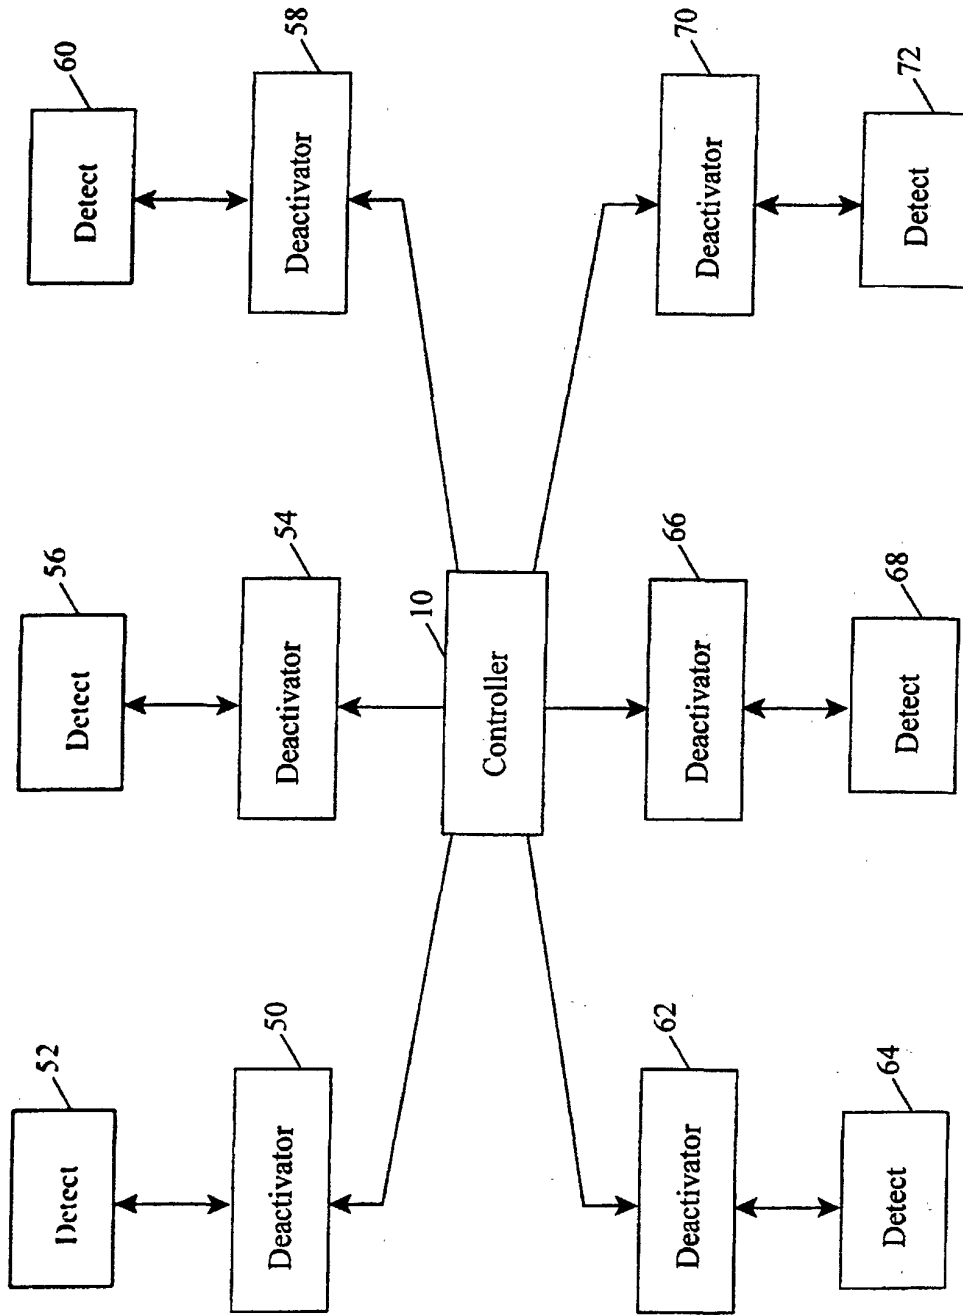 52
Detect
50
Deactivator
56
Detect
54
Deactivator
60
Detect
58
Deactivator
10
Controller
62
Deactivator
64
Detect
66
Deactivator
68
Detect
70
Deactivator
72
Detect